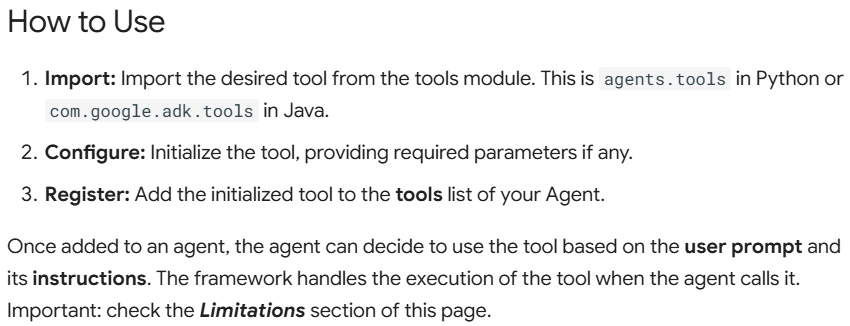 How to Use
1. Import: Import the desired tool from the tools module. This is agents.tools in Python or
com.google.adk.tools in Java.
2. Configure: Initialize the tool, providing required parameters if any.
3. Register: Add the initialized tool to the tools list of your Agent.
Once added to an agent, the agent can decide to use the tool based on the user prompt and
its instructions. The framework handles the execution of the tool when the agent calls it.
Important: check the Limitations section of this page.